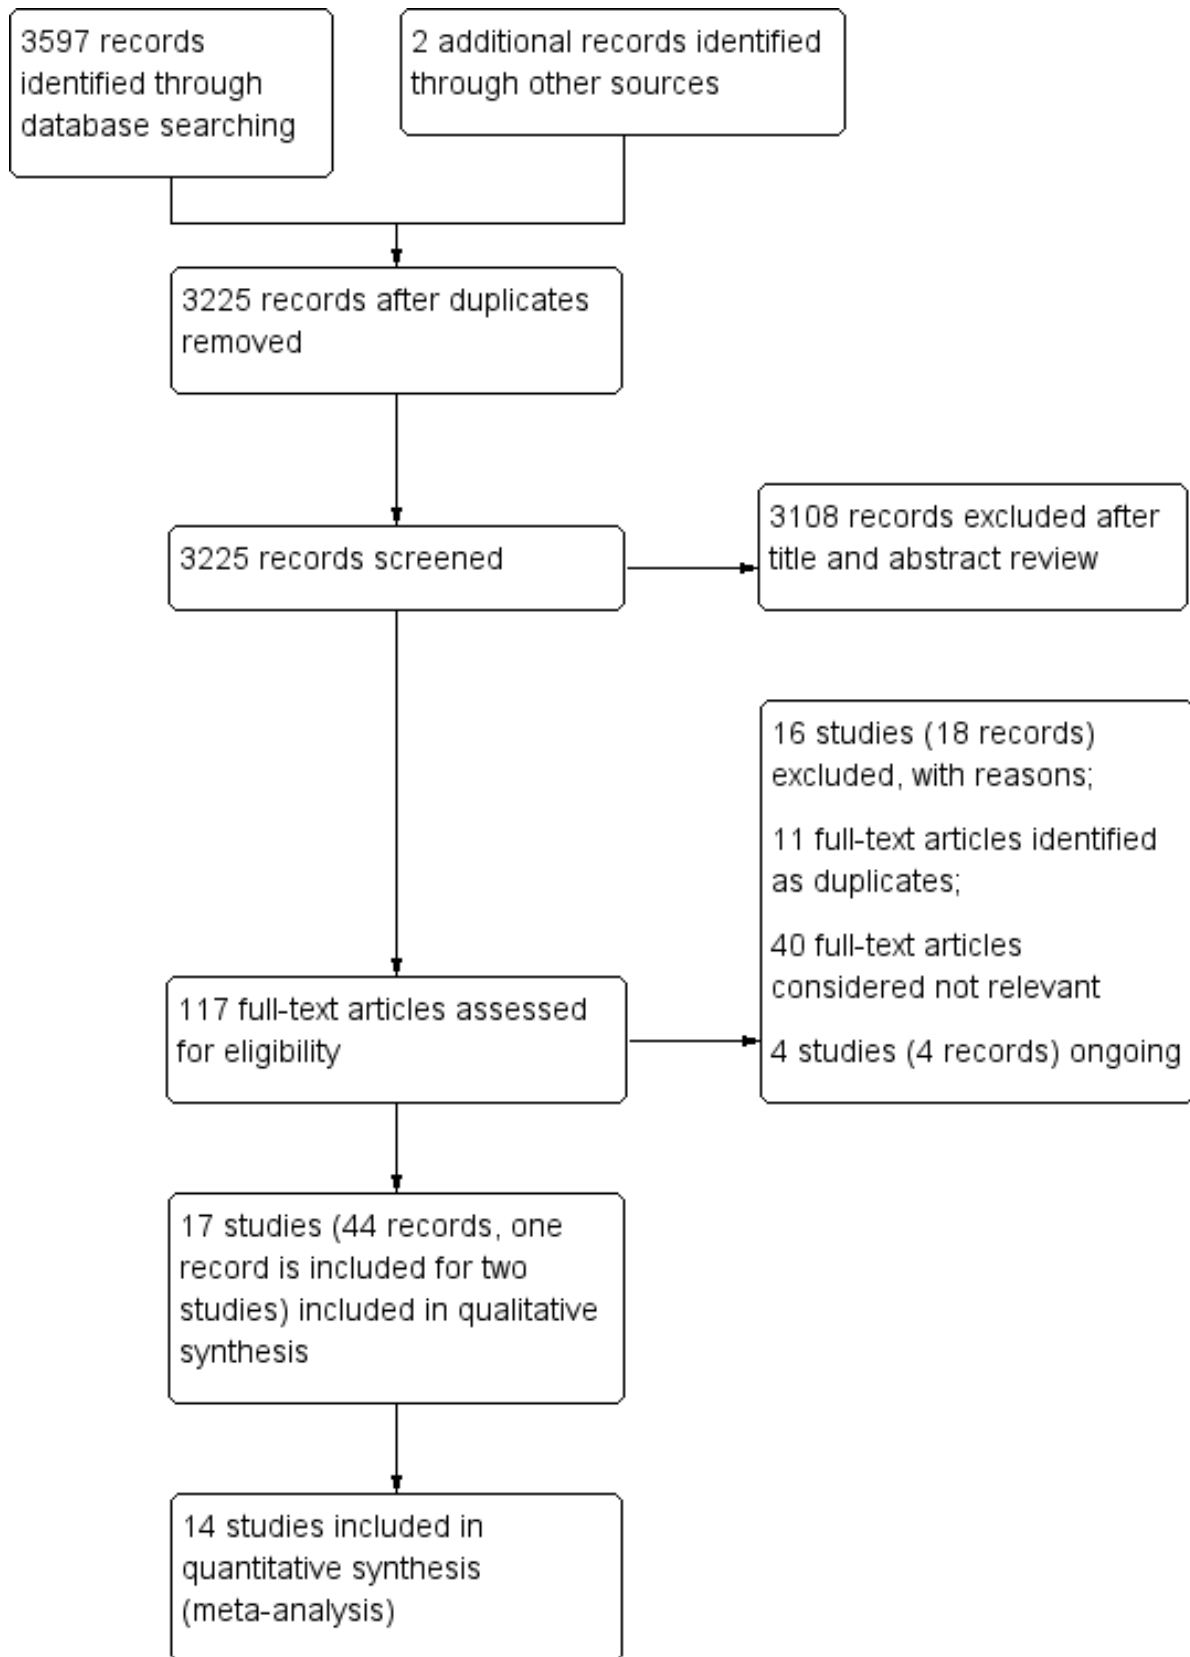 3597 records
identified through
database searching
2 additional records identified
through other sources
3225 records after duplicates
removed
3225 records screened
3108 records excluded after
title and abstract review
16 studies (18 records)
excluded, with reasons;
11 full-text articles identified
as duplicates;
40 full-text articles
considered not relevant
4 studies (4 records) ongoing
117 full-text articles assessed
for eligibility
17 studies (44 records, one
record is included for two
studies) included in qualitative
synthesis
14 studies included in
quantitative synthesis
(meta-analysis)